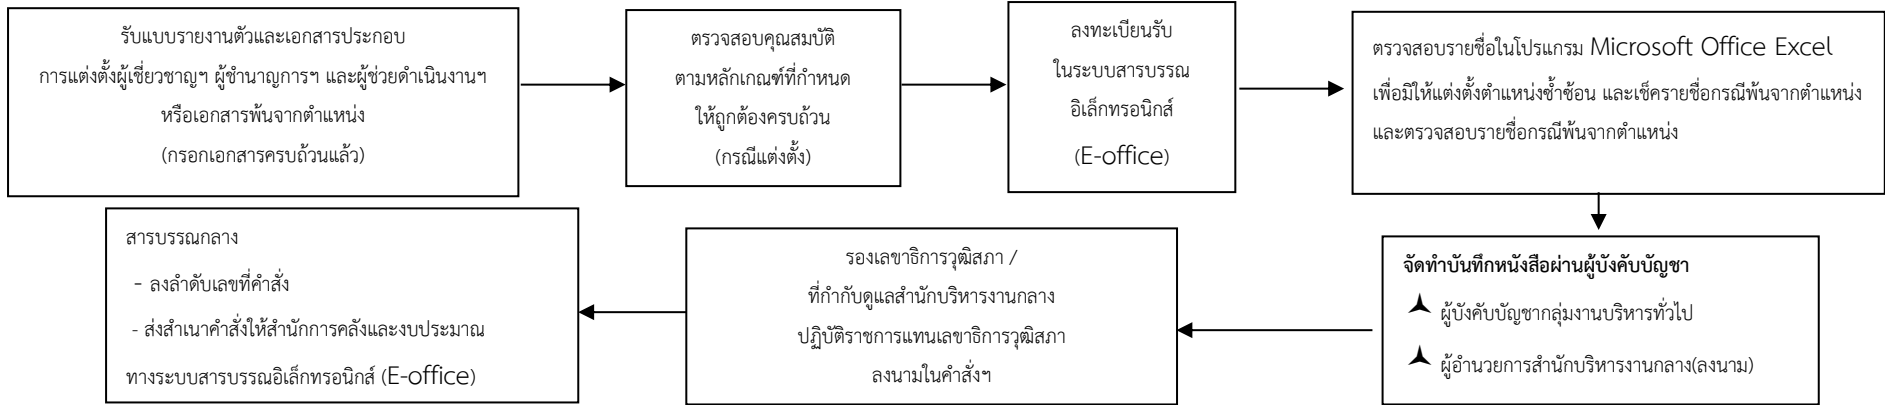 รับแบบรายงานตัวและเอกสารประกอบ
การแต่งตั้งผู้เชี่ยวชาญฯ ผู้ชำนาญการฯ และผู้ช่วยดำเนินงานฯ
หรือเอกสารพ้นจากตำแหน่ง
(กรอกเอกสารครบถ้วนแล้ว)
ตรวจสอบคุณสมบัติ
ตามหลักเกณฑ์ที่กำหนด
ให้ถูกต้องครบถ้วน
(กรณีแต่งตั้ง)
ลงทะเบียนรับ
ในระบบสารบรรณ
อิเล็กทรอนิกส์
(E-office)
ตรวจสอบรายชื่อในโปรแกรม Microsoft Office Excel
เพื่อมิให้แต่งตั้งตำแหน่งซ้ำซ้อน และเช็ครายชื่อกรณีพ้นจากตำแหน่ง
และตรวจสอบรายชื่อกรณีพ้นจากตำแหน่ง
จัดทำบันทึกหนังสือผ่านผู้บังคับบัญชา
ผู้บังคับบัญชากลุ่มงานบริหารทั่วไป
ผู้อำนวยการสำนักบริหารงานกลาง(ลงนาม)
รองเลขาธิการวุฒิสภา /
ที่กำกับดูแลสำนักบริหารงานกลาง
ปฏิบัติราชการแทนเลขาธิการวุฒิสภา
ลงนามในคำสั่งฯ
สารบรรณกลาง
- ลงลำดับเลขที่คำสั่ง
- ส่งสำเนาคำสั่งให้สำนักการคลังและงบประมาณ
ทางระบบสารบรรณอิเล็กทรอนิกส์ (E-office)